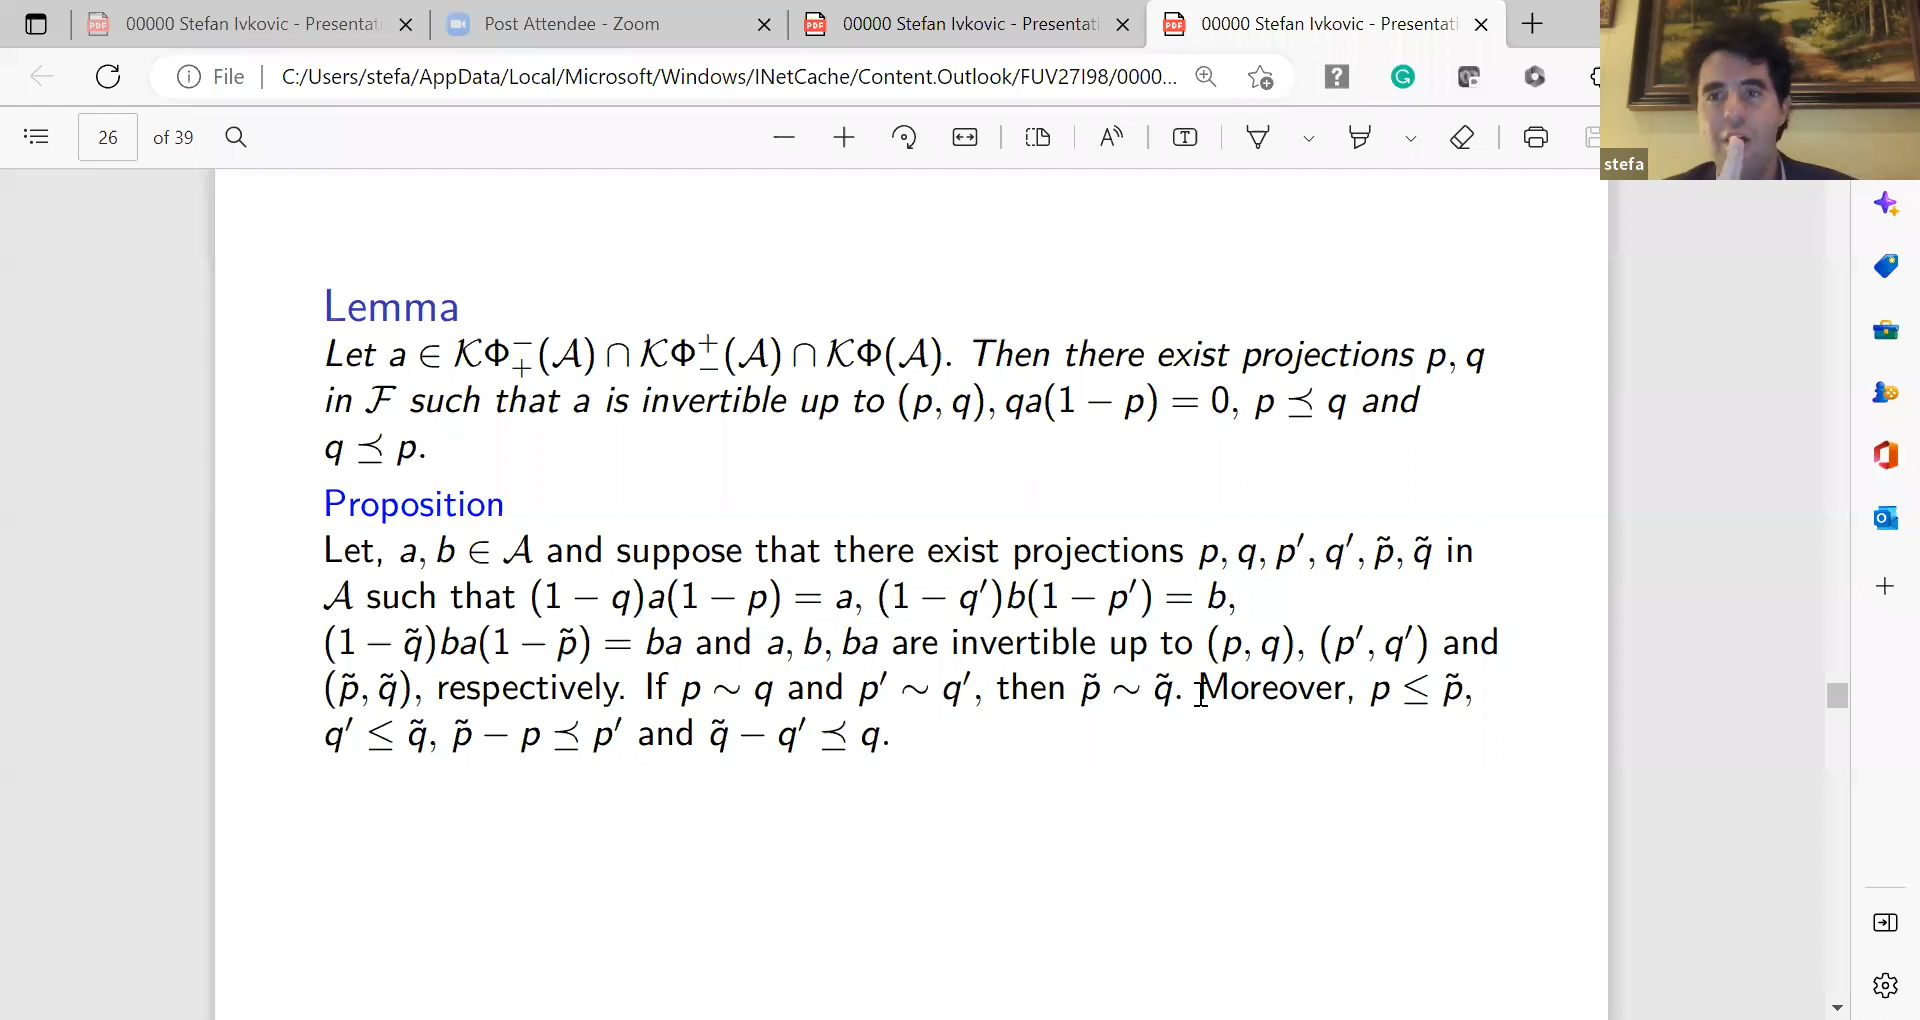 00000 Stefan Ivkovic - Presentati
Post Attendee - Zoom
00000 Stefan Ivkovic - Presentati
00000 Stefan Ivkovic - Presentati
File
C:/Users/stefa/AppData/Local/Microsoft/Windows/INetCache/Content.Outlook/FUV27I98/0000...
26 of 39
stefa
Lemma
Let a ∈ 𝒦Φ₊⁻(𝒜) ∩ 𝒦Φ₋⁺(𝒜) ∩ 𝒦Φ(𝒜). Then there exist projections p, q
in ℱ such that a is invertible up to (p, q), qa(1 − p) = 0, p ⪯ q and
q ⪯ p.
Proposition
Let, a, b ∈ 𝒜 and suppose that there exist projections p, q, p′, q′, p̃, q̃ in
𝒜 such that (1 − q)a(1 − p) = a, (1 − q′)b(1 − p′) = b,
(1 − q̃)ba(1 − p̃) = ba and a, b, ba are invertible up to (p, q), (p′, q′) and
(p̃, q̃), respectively. If p ∼ q and p′ ∼ q′, then p̃ ∼ q̃. Moreover, p ≤ p̃,
q′ ≤ q̃, p̃ − p ⪯ p′ and q̃ − q′ ⪯ q.